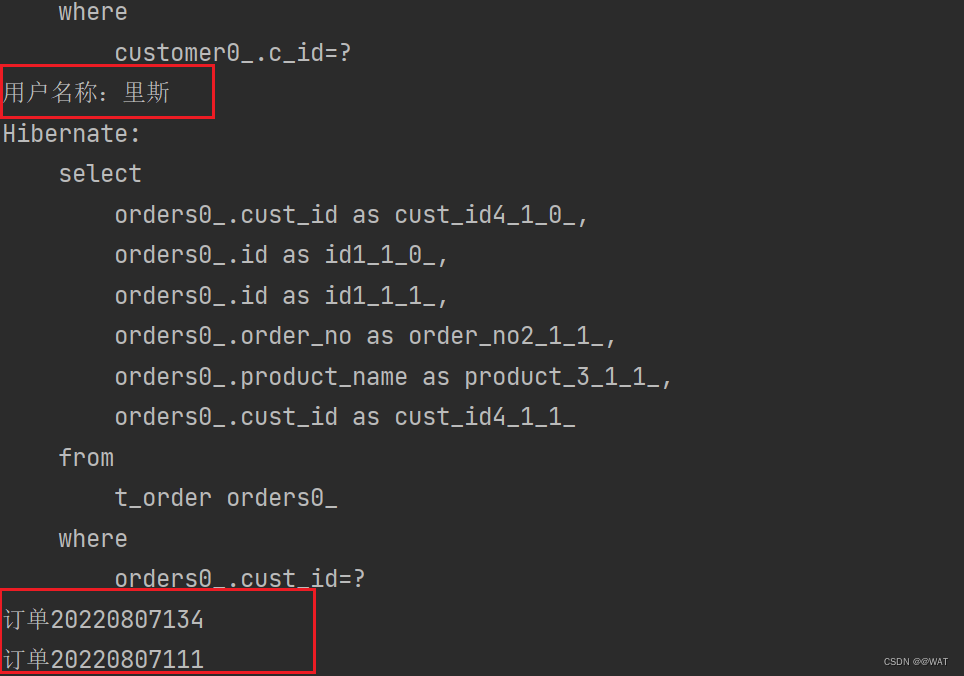 where
customer0_.c_id=?
用户名称：里斯
Hibernate:
select
orders0_.cust_id as cust_id4_1_0_,
orders0_.id as id1_1_0_,
orders0_.id as id1_1_1_,
orders0_.order_no as order_no2_1_1_,
orders0_.product_name as product_3_1_1_,
orders0_.cust_id as cust_id4_1_1_
from
t_order orders0_
where
orders0_.cust_id=?
订单20220807134
订单20220807111
CSDN @@WAT